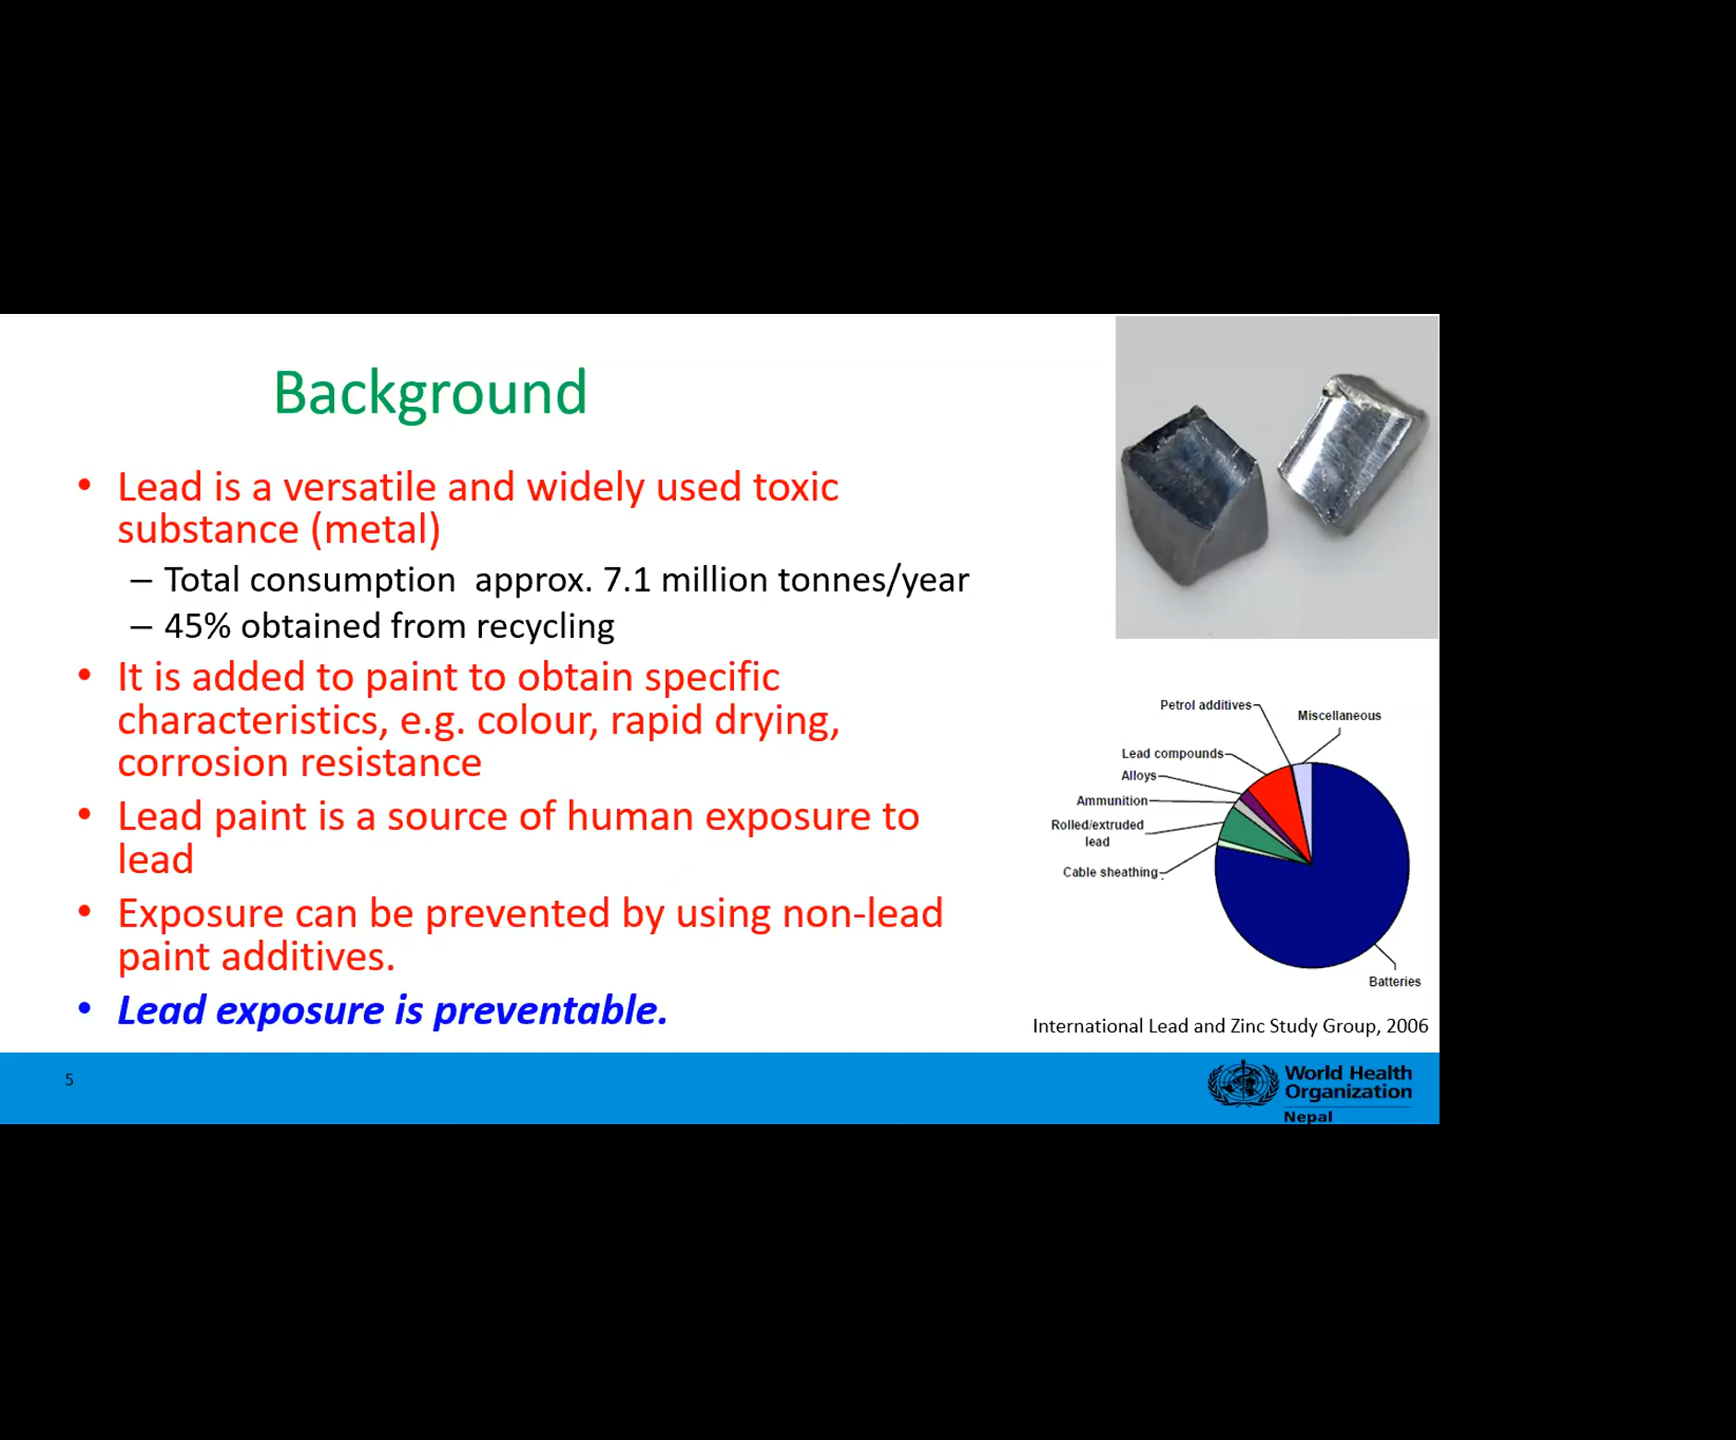 Background
• Lead is a versatile and widely used toxic
substance (metal)
– Total consumption approx. 7.1 million tonnes/year
– 45% obtained from recycling
• It is added to paint to obtain specific
characteristics, e.g. colour, rapid drying,
corrosion resistance
• Lead paint is a source of human exposure to
lead
• Exposure can be prevented by using non-lead
paint additives.
• Lead exposure is preventable.
Petrol additives
Miscellaneous
Lead compounds
Alloys
Ammunition
Rolled/extruded
lead
Cable sheathing
Batteries
International Lead and Zinc Study Group, 2006
5
World Health
Organization
Nepal